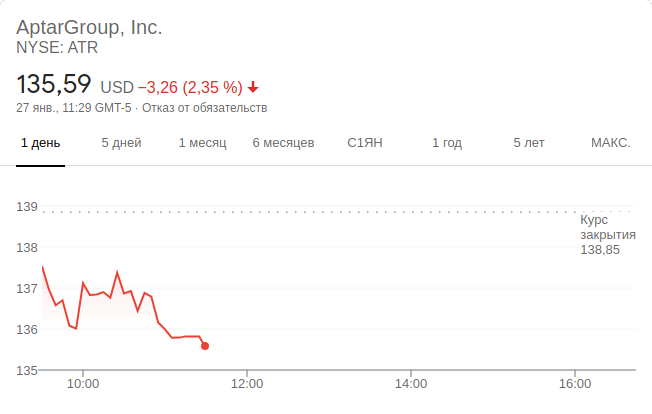 AptarGroup, Inc.
NYSE: ATR
135,59 USD −3,26 (2,35 %)
27 янв., 11:29 GMT-5 · Отказ от обязательств
1 день 5 дней 1 месяц 6 месяцев С1ЯН 1 год 5 лет МАКС.
139
Курс
закрытия
138,85
138
137
136
135
10:00 12:00 14:00 16:00